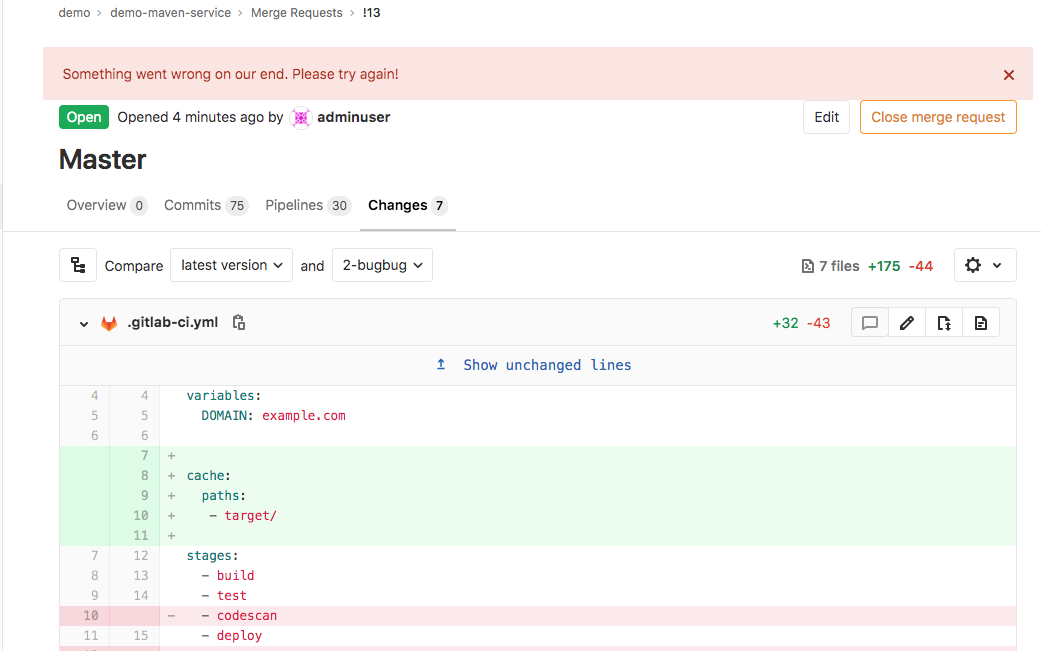 demo › demo-maven-service › Merge Requests › !13
Something went wrong on our end. Please try again!
Open Opened 4 minutes ago by adminuser Edit Close merge request
Master
Overview 0 Commits 75 Pipelines 30 Changes 7
Compare latest version and 2-bugbug 7 files +175 -44
.gitlab-ci.yml +32 -43
Show unchanged lines
4 4 variables:
5 5 DOMAIN: example.com
6 6
7 +
8 + cache:
9 + paths:
10 + - target/
11 +
7 12 stages:
8 13 - build
9 14 - test
10 - - codescan
11 15 - deploy